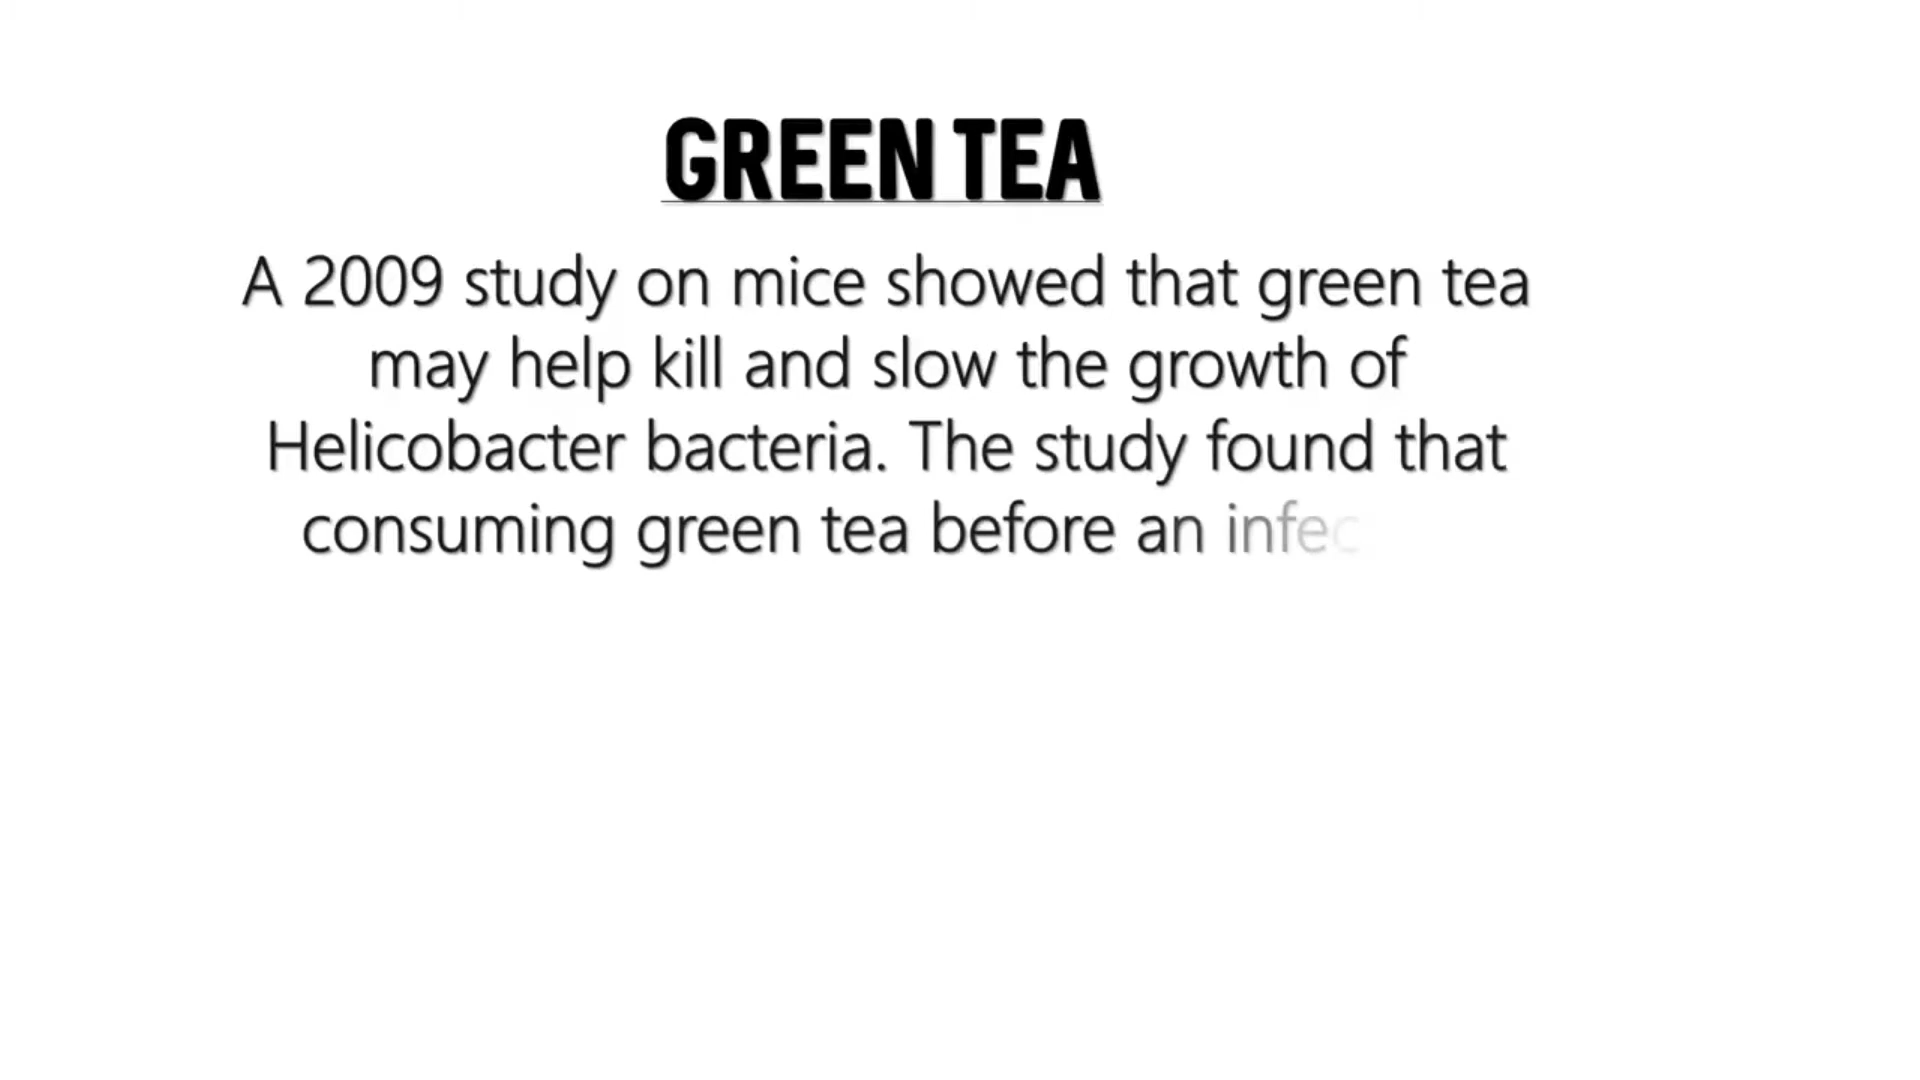 GREEN TEA
A 2009 study on mice showed that green tea
may help kill and slow the growth of
Helicobacter bacteria. The study found that
consuming green tea before an